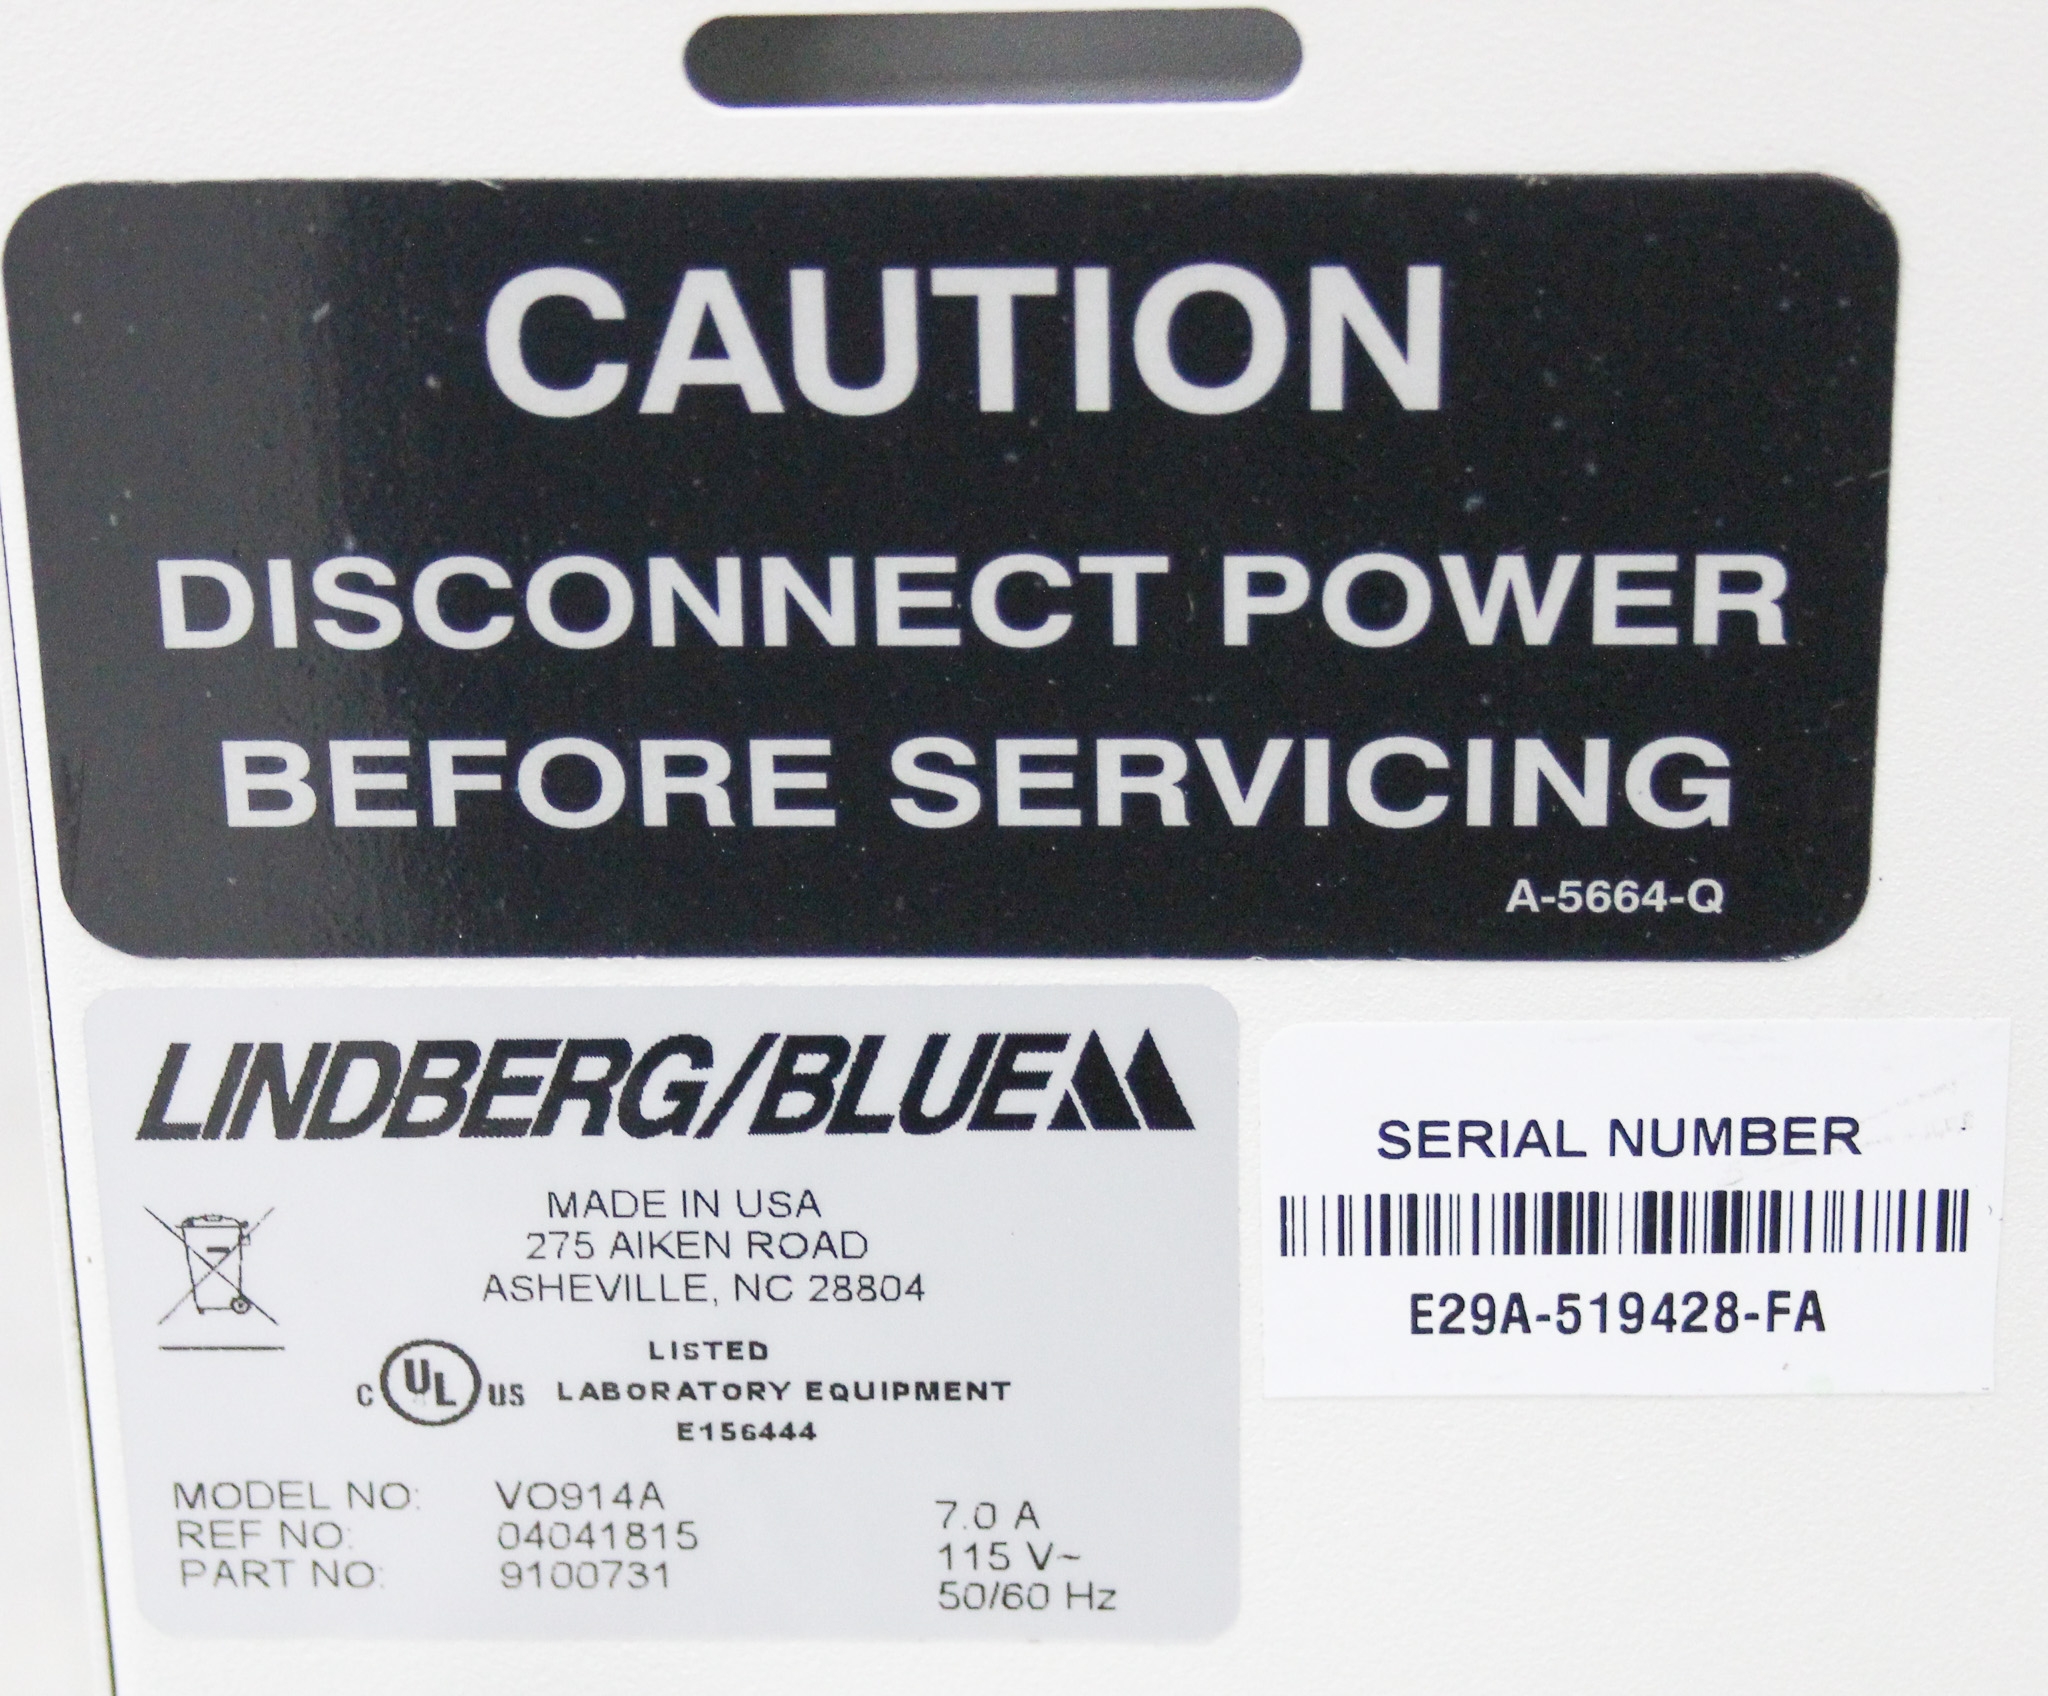 CAUTION
DISCONNECT POWER
BEFORE SERVICING
A-5664-Q
LINDBERG/BLUE M
MADE IN USA
275 AIKEN ROAD
ASHEVILLE, NC 28804
C UL US
LISTED
LABORATORY EQUIPMENT
E156444
MODEL NO: VO914A
REF NO: 04041815
PART NO: 9100731
7.0 A
115 V~
50/60 Hz
SERIAL NUMBER
E29A-519428-FA